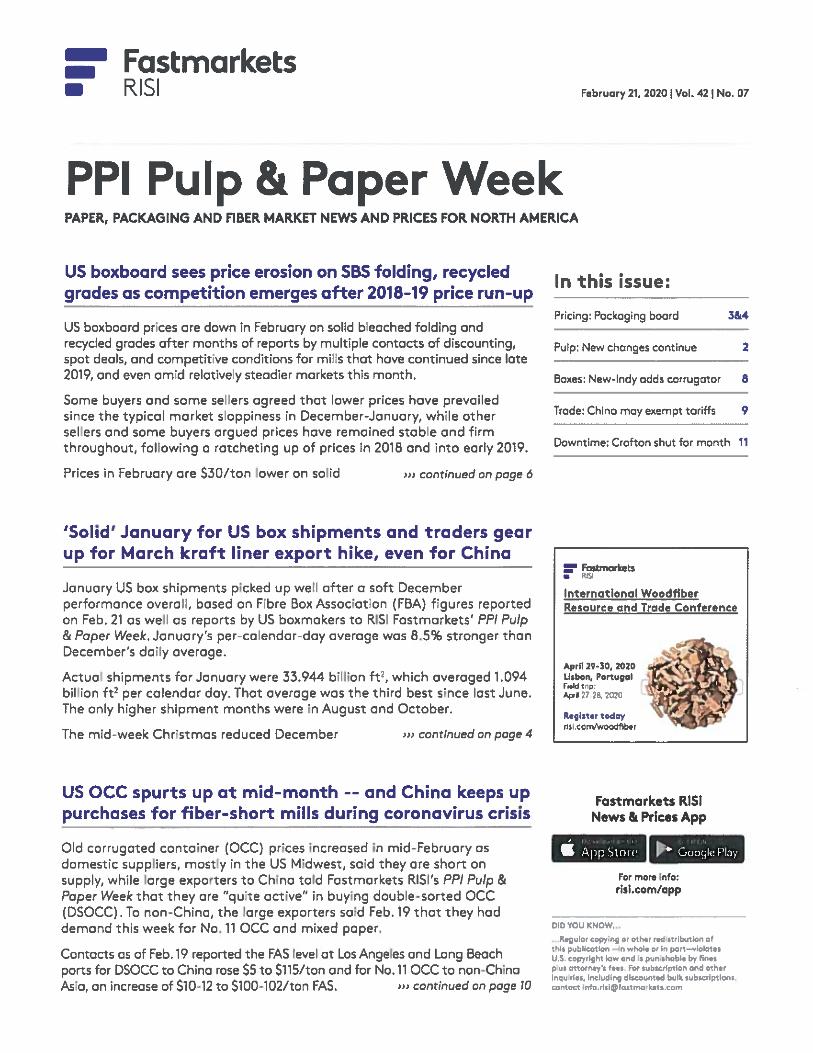 Fastmarkets
RISI
February 21, 2020 | Vol. 42 | No. 07
PPI Pulp & Paper Week
PAPER, PACKAGING AND FIBER MARKET NEWS AND PRICES FOR NORTH AMERICA
US boxboard sees price erosion on SBS folding, recycled
grades as competition emerges after 2018-19 price run-up
US boxboard prices are down in February on solid bleached folding and
recycled grades after months of reports by multiple contacts of discounting,
spot deals, and competitive conditions for mills that have continued since late
2019, and even amid relatively steadier markets this month.
Some buyers and some sellers agreed that lower prices have prevailed
since the typical market sloppiness in December-January, while other
sellers and some buyers argued prices have remained stable and firm
throughout, following a ratcheting up of prices in 2018 and into early 2019.
Prices in February are $30/ton lower on solid ››› continued on page 6
'Solid' January for US box shipments and traders gear
up for March kraft liner export hike, even for China
January US box shipments picked up well after a soft December
performance overall, based on Fibre Box Association (FBA) figures reported
on Feb. 21 as well as reports by US boxmakers to RISI Fastmarkets' PPI Pulp
& Paper Week. January's per-calendar-day average was 8.5% stronger than
December's daily average.
Actual shipments for January were 33.944 billion ft², which averaged 1.094
billion ft² per calendar day. That average was the third best since last June.
The only higher shipment months were in August and October.
The mid-week Christmas reduced December ››› continued on page 4
US OCC spurts up at mid-month -- and China keeps up
purchases for fiber-short mills during coronavirus crisis
Old corrugated container (OCC) prices increased in mid-February as
domestic suppliers, mostly in the US Midwest, said they are short on
supply, while large exporters to China told Fastmarkets RISI's PPI Pulp &
Paper Week that they are "quite active" in buying double-sorted OCC
(DSOCC). To non-China, the large exporters said Feb. 19 that they had
demand this week for No. 11 OCC and mixed paper.
Contacts as of Feb. 19 reported the FAS level at Los Angeles and Long Beach
ports for DSOCC to China rose $5 to $115/ton and for No. 11 OCC to non-China
Asia, an increase of $10-12 to $100-102/ton FAS. ››› continued on page 10
In this issue:
Pricing: Packaging board 3&4
Pulp: New changes continue 2
Boxes: New-Indy adds corrugator 8
Trade: China may exempt tariffs 9
Downtime: Crofton shut for month 11
Fastmarkets
RISI
International Woodfiber
Resource and Trade Conference
April 29-30, 2020
Lisbon, Portugal
Field trip:
April 27-28, 2020
Register today
risi.com/woodfiber
Fastmarkets RISI
News & Prices App
App Store
Google Play
For more info:
risi.com/app
DID YOU KNOW...
...Regular copying or other redistribution of
this publication —in whole or in part—violates
U.S. copyright law and is punishable by fines
plus attorney's fees. For subscription and other
inquiries, including discounted bulk subscriptions,
contact info.risi@fastmarkets.com